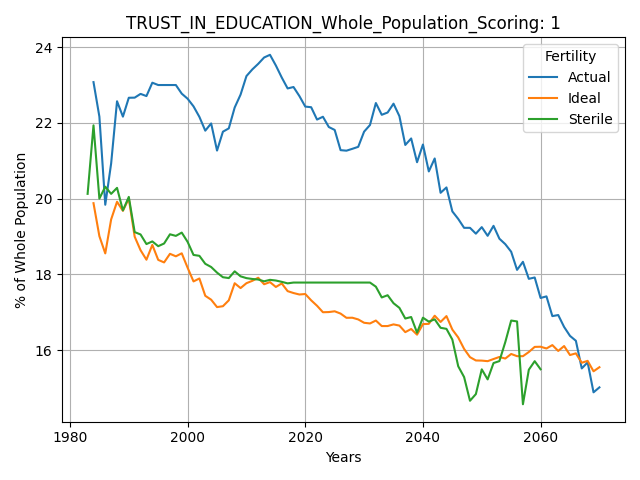 TRUST_IN_EDUCATION_Whole_Population_Scoring: 1
% of Whole Population
24
22
20
18
16
1980
2000
2020
2040
2060
Years
Fertility
Actual
Ideal
Sterile